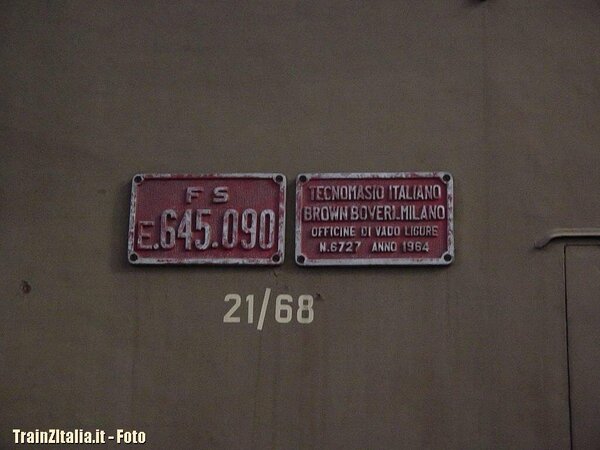 FS
E.645.090
TECNOMASIO ITALIANO
BROWN BOVERI.MILANO
OFFICINE DI VADO LIGURE
N.6727 ANNO 1964
21/68
TrainZItalia.it - Foto